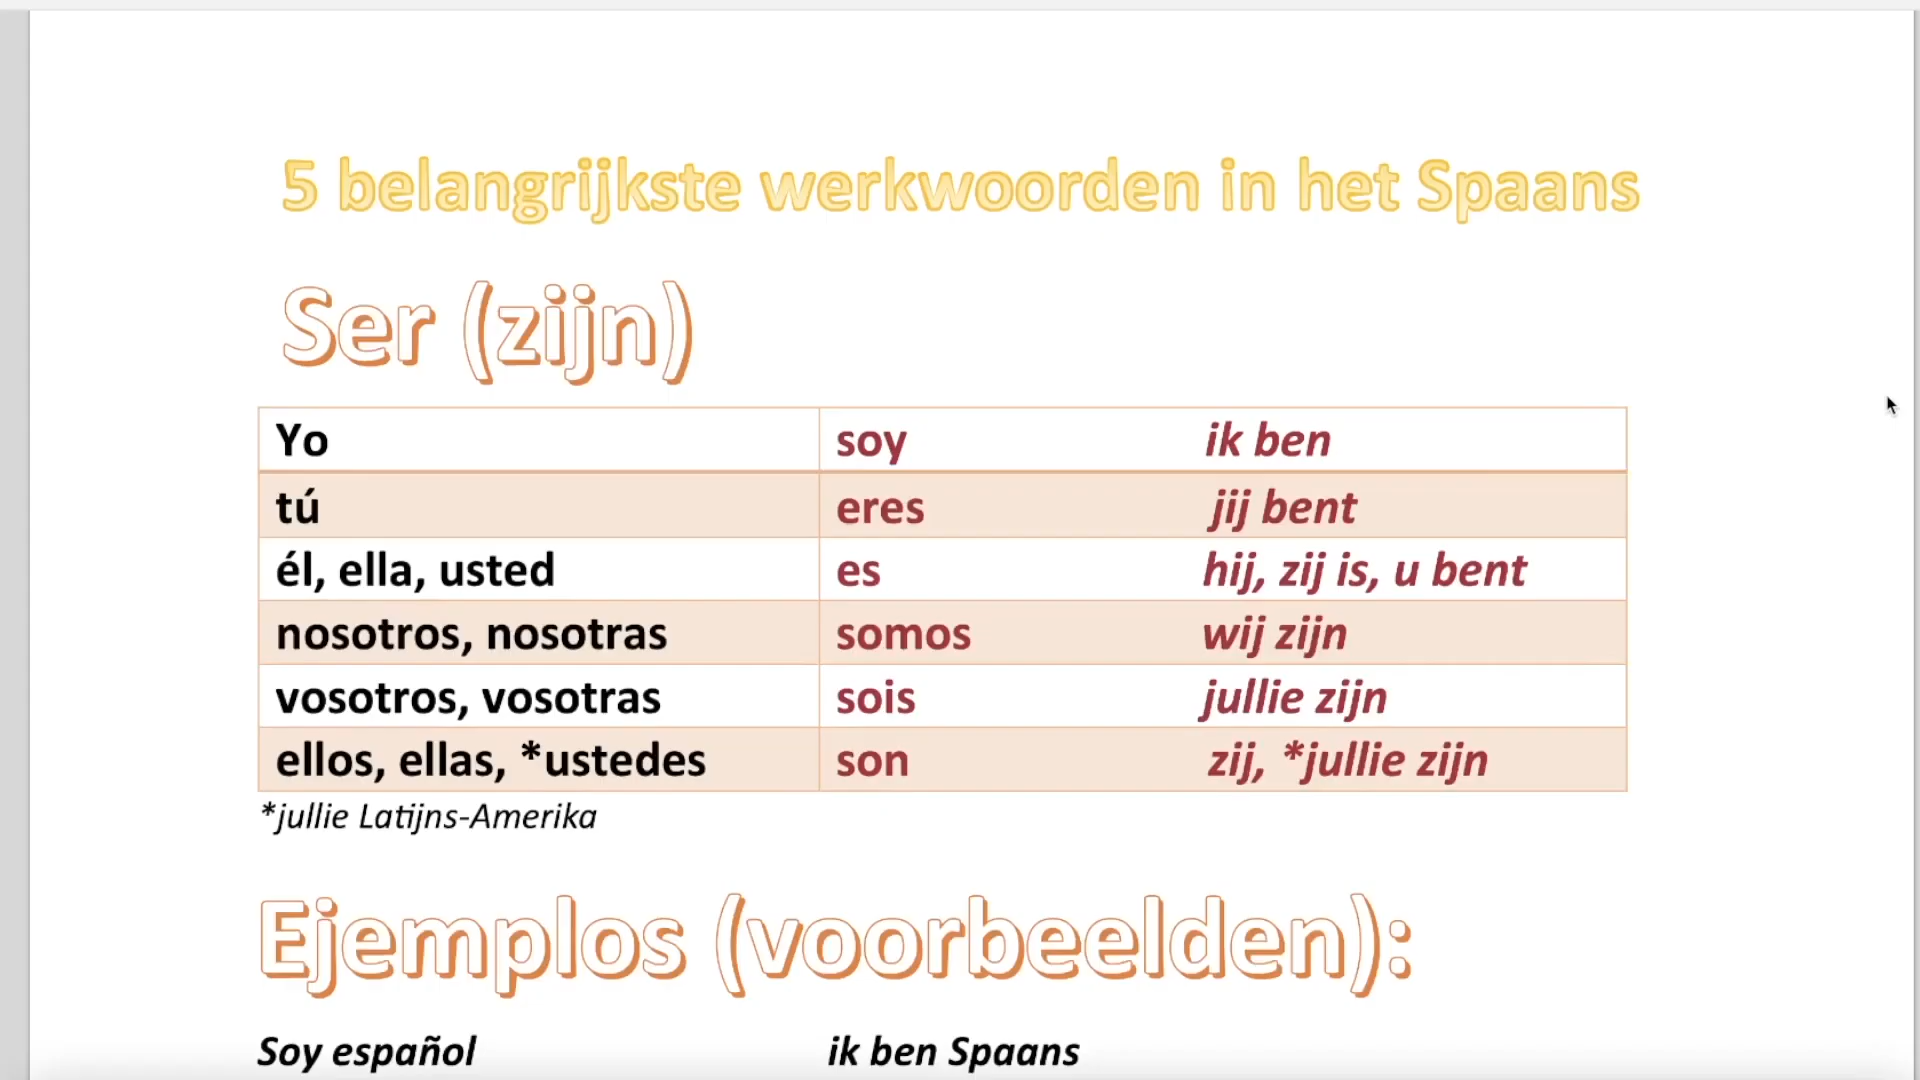 5 belangrijkste werkwoorden in het Spaans
Ser (zijn)
Yo soy ik ben
tú eres jij bent
él, ella, usted es hij, zij is, u bent
nosotros, nosotras somos wij zijn
vosotros, vosotras sois jullie zijn
ellos, ellas, *ustedes son zij, *jullie zijn
*jullie Latijns-Amerika
Ejemplos (voorbeelden):
Soy español ik ben Spaans